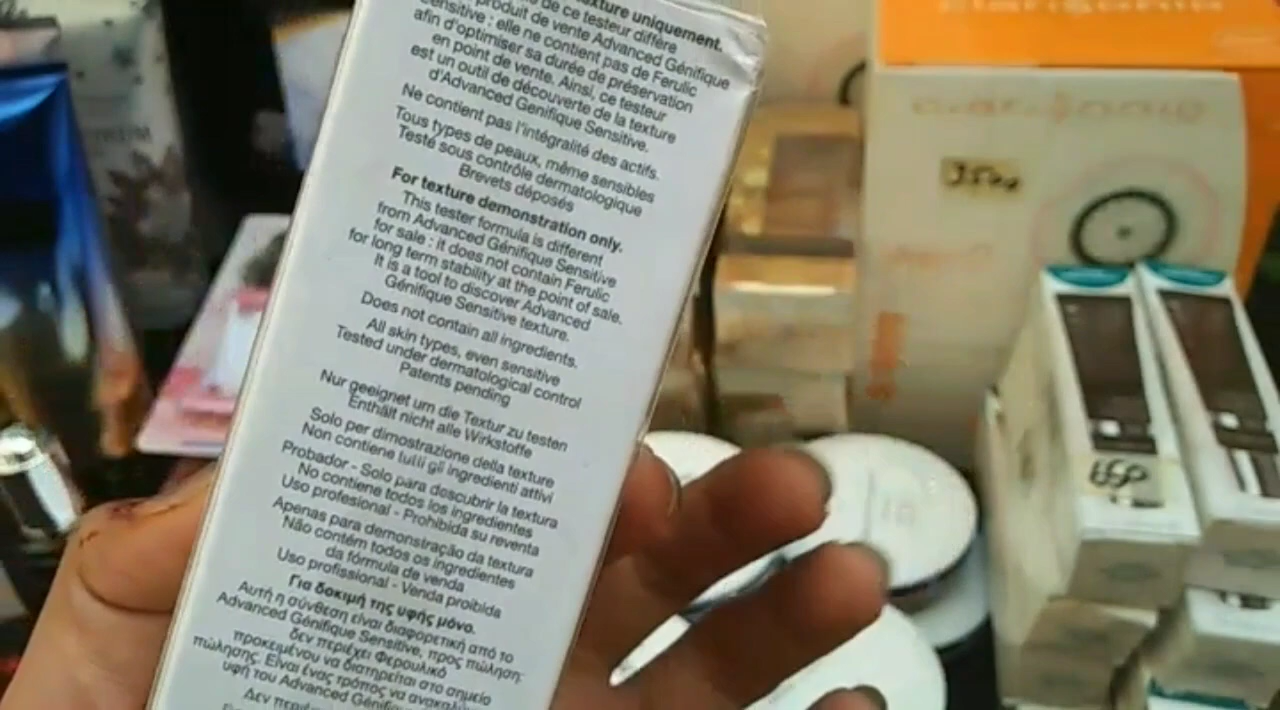 texture uniquement.
de ce testeur diffère
produit de vente Advanced Génifique
Sensitive : elle ne contient pas de Ferulic
afin d'optimiser sa durée de préservation
en point de vente. Ainsi, ce testeur
est un outil de découverte de la texture
d'Advanced Genifique Sensitive.
Ne contient pas l'intégralité des actifs.
Tous types de peaux, même sensibles
Testé sous contrôle dermatologique
Brevets déposés
For texture demonstration only.
This tester formula is different
from Advanced Génifique Sensitive
for sale : it does not contain Ferulic
for long term stability at the point of sale.
It is a tool to discover Advanced
Génifique Sensitive texture.
Does not contain all ingredients.
All skin types, even sensitive
Tested under dermatological control
Patents pending
Nur geeignet um die Textur zu testen
Enthält nicht alle Wirkstoffe
Solo per dimostrazione della texture
Non contiene tutti gli ingredienti attivi
Probador - Solo para descubrir la textura
No contiene todos los ingredientes
Uso profesional - Prohibida su reventa
Apenas para demonstração da textura
Não contém todos os ingredientes
da fórmula de venda
Uso profissional - Venda proibida
Για δοκιμή της υφής μόνο.
Αυτή η σύνθεση είναι διαφορετική από το
Advanced Génifique Sensitive, προς πώληση:
δεν περιέχει Φερουλικό
προκειμένου να διατηρείται στο σημείο
πώλησης. Είναι ένας τρόπος να ανακαλύ
υφή του Advanced Génifiq
Δεν περιέχ
clarisonic
clarisonic
3500
650